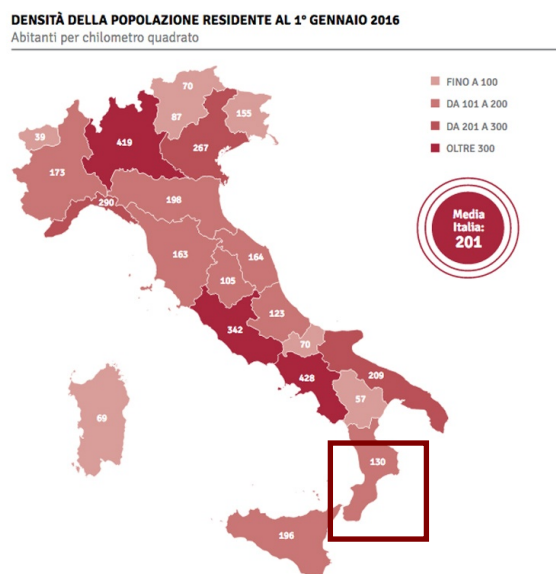 DENSITÀ DELLA POPOLAZIONE RESIDENTE AL 1° GENNAIO 2016
Abitanti per chilometro quadrato
FINO A 100
DA 101 A 200
DA 201 A 300
OLTRE 300
Media
Italia:
201
70
87
155
39
419
267
173
290
198
163
164
105
123
342
70
428
209
57
69
130
196